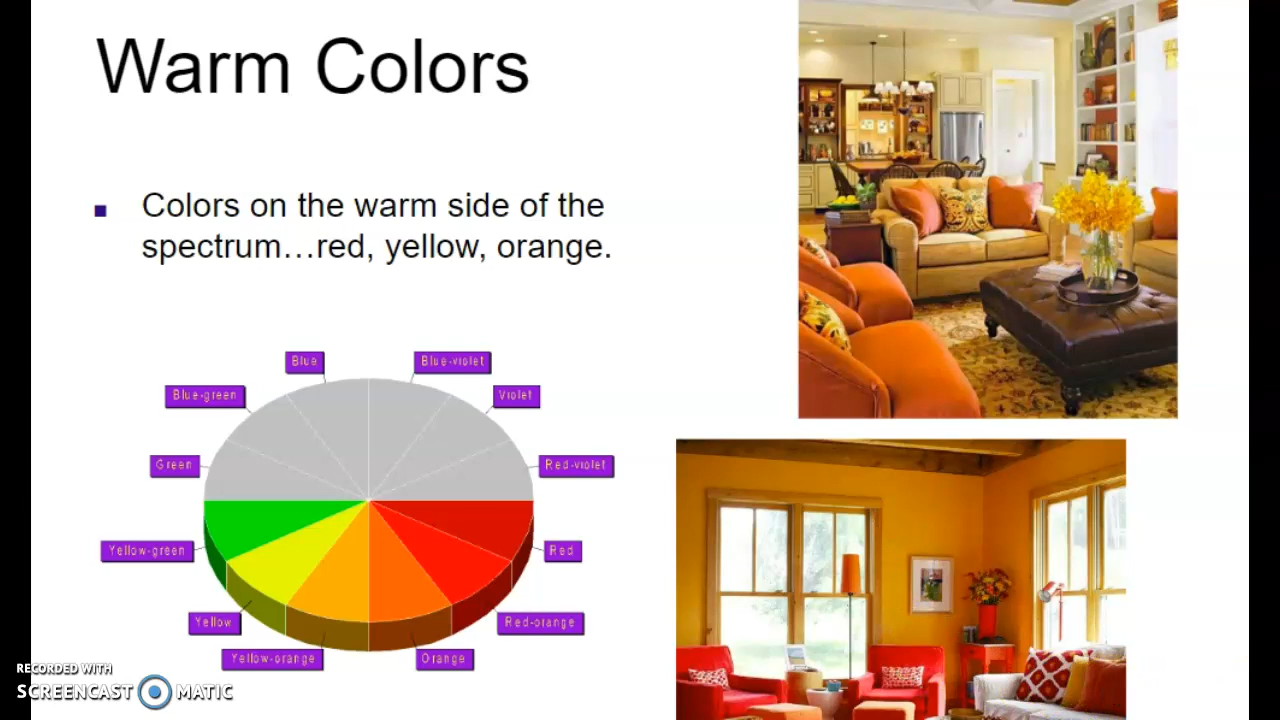 Warm Colors
Colors on the warm side of the
spectrum…red, yellow, orange.
Blue
Blue-violet
Blue-green
Violet
Green
Red-violet
Yellow-green
Red
Yellow
Red-orange
Yellow-orange
Orange
RECORDED WITH
SCREENCAST MATIC